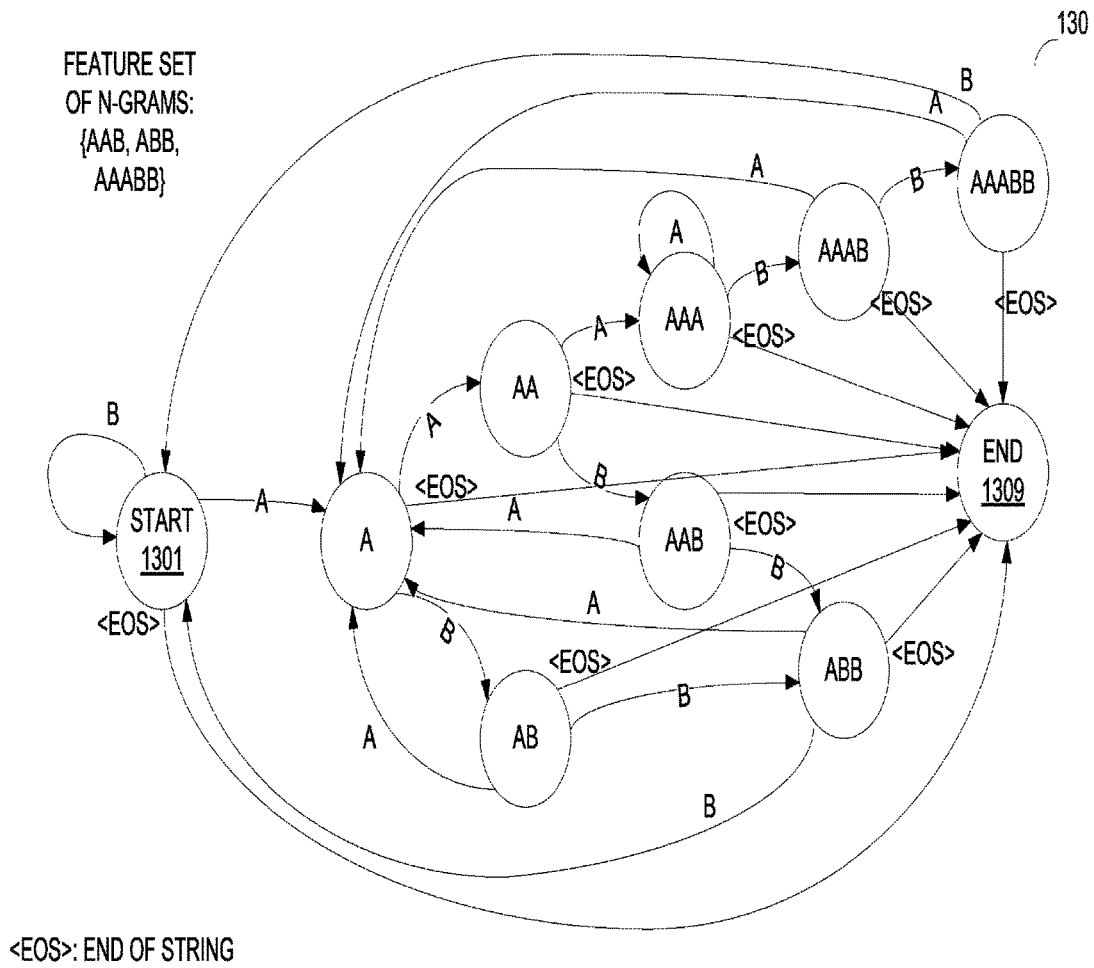 130
FEATURE SET
OF N-GRAMS:
{AAB, ABB,
AAABB}
B
A
AAABB
A
B
AAAB
A
B
AAA
<EOS>
<EOS>
A
<EOS>
AA
<EOS>
A
B
END
1309
B
<EOS>
A
START
1301
A
B
A
AAB
<EOS>
B
A
<EOS>
B
<EOS>
ABB
<EOS>
A
AB
B
B
<EOS>: END OF STRING